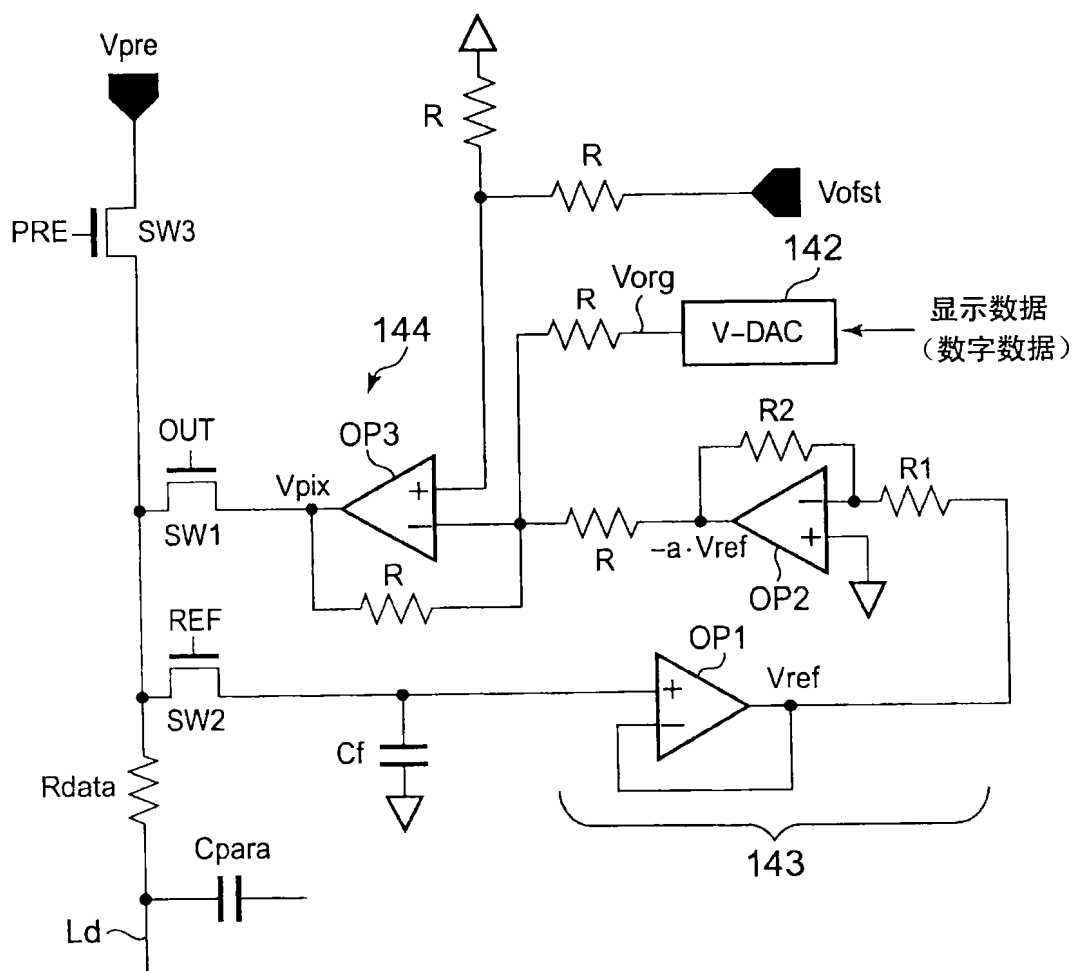 Vpre
R
R
Vofst
PRE
SW3
142
Vorg
R
V-DAC
显示数据
（数字数据）
144
OUT
OP3
R2
R1
Vpix
+
−
−
+
SW1
R
R
-a·Vref
OP2
REF
OP1
Vref
+
−
SW2
Cf
Rdata
143
Cpara
Ld